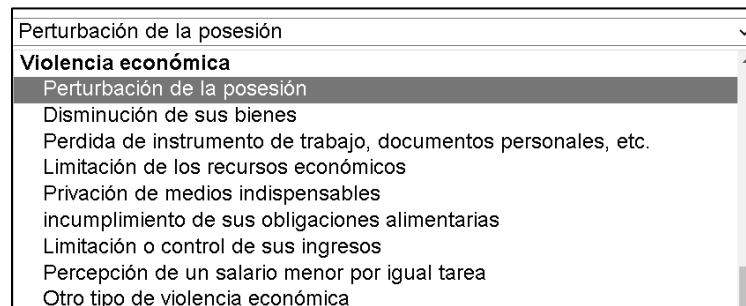 Perturbación de la posesión
Violencia económica
Perturbación de la posesión
Disminución de sus bienes
Perdida de instrumento de trabajo, documentos personales, etc.
Limitación de los recursos económicos
Privación de medios indispensables
incumplimiento de sus obligaciones alimentarias
Limitación o control de sus ingresos
Percepción de un salario menor por igual tarea
Otro tipo de violencia económica